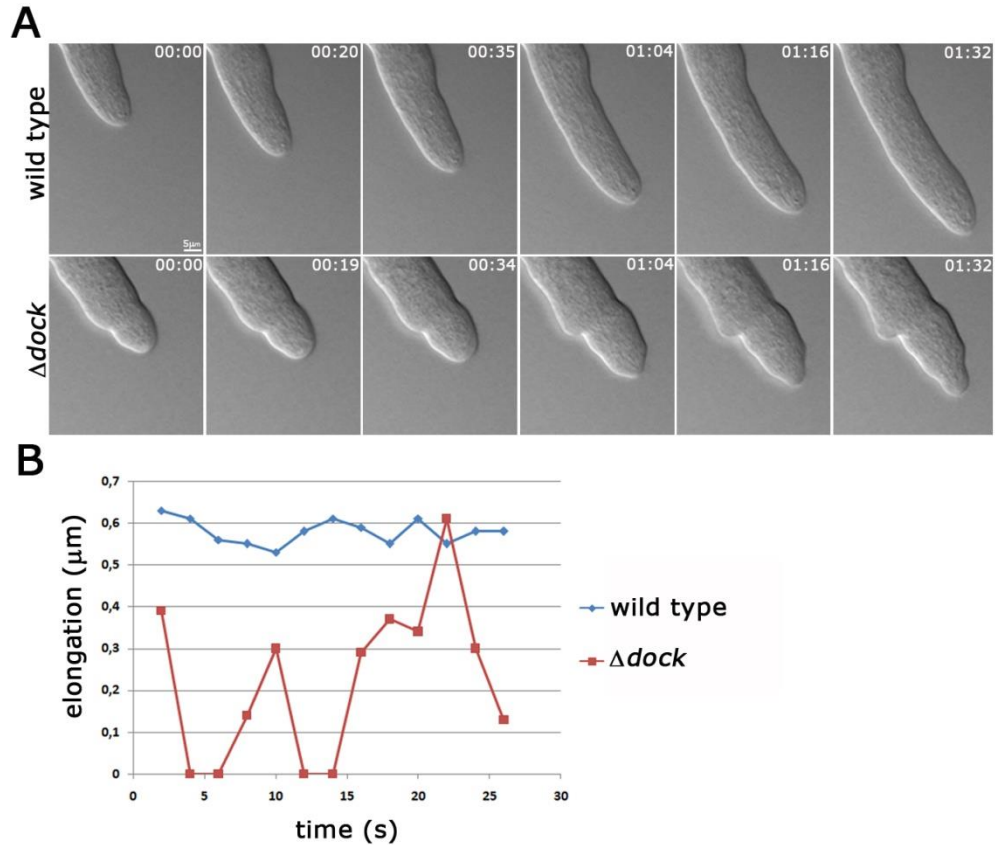 A
wild type
00:00 00:20 00:35 01:04 01:16 01:32
5µm
Δdock
00:00 00:19 00:34 01:04 01:16 01:32
B
elongation (µm)
0,7
0,6
0,5
0,4
0,3
0,2
0,1
0
0 5 10 15 20 25 30
time (s)
wild type
Δdock